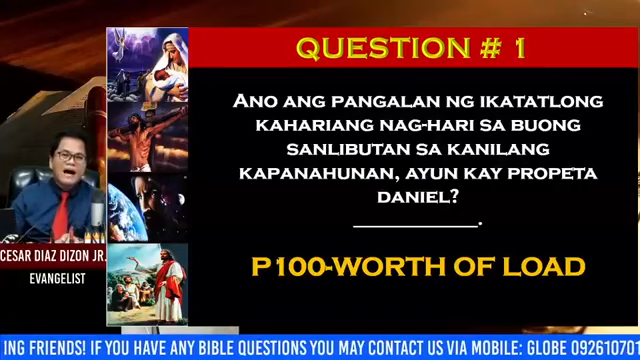 QUESTION # 1
ANO ANG PANGALAN NG IKATATLONG
KAHARIANG NAG-HARI SA BUONG
SANLIBUTAN SA KANILANG
KAPANAHUNAN, AYUN KAY PROPETA
DANIEL?
____________.
P100-WORTH OF LOAD
CESAR DIAZ DIZON JR.
EVANGELIST
ING FRIENDS! IF YOU HAVE ANY BIBLE QUESTIONS YOU MAY CONTACT US VIA MOBILE: GLOBE 092610701